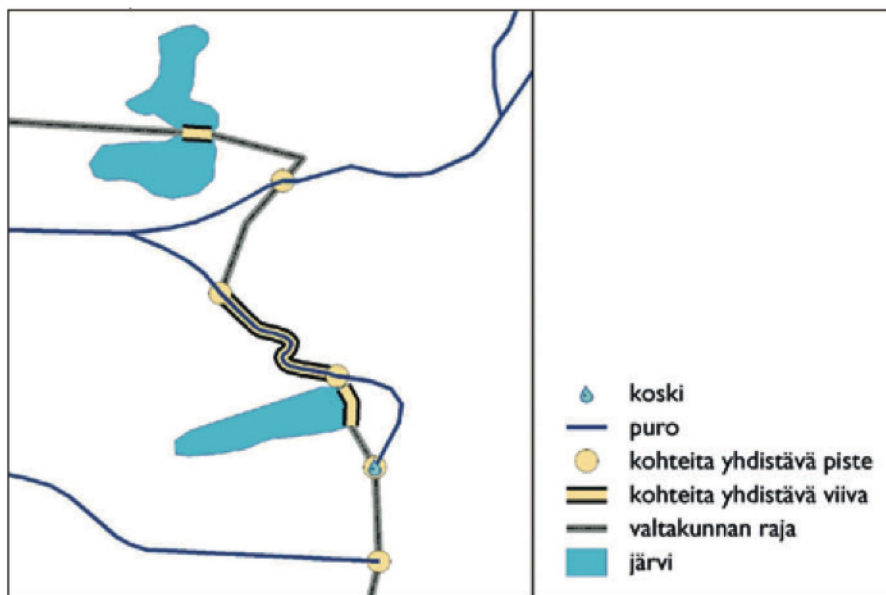 koski
puro
kohteita yhdistävä piste
kohteita yhdistävä viiva
valtakunnan raja
järvi